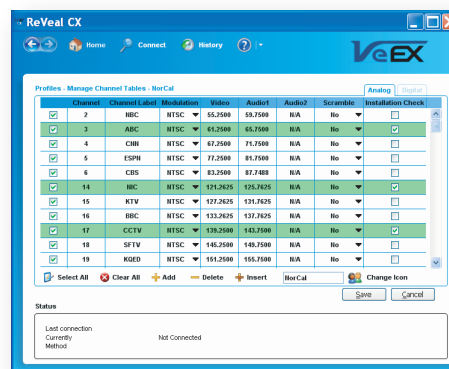 ReVeal CX
Home Connect History ?
VeEX
Profiles - Manage Channel Tables - NorCal Analog Digital
Channel Channel Label Modulation Video Audio1 Audio2 Scramble Installation Check
2 NBC NTSC 55.2500 59.7500 N/A No
3 ABC NTSC 61.2500 65.7500 N/A No
4 CNN NTSC 67.2500 71.7500 N/A No
5 ESPN NTSC 77.2500 81.7500 N/A No
6 CBS NTSC 83.2500 87.7488 N/A No
14 NIC NTSC 121.2625 125.7625 N/A No
15 KTV NTSC 127.2625 131.7625 N/A No
16 BBC NTSC 133.2625 137.7625 N/A No
17 CCTV NTSC 139.2500 143.7500 N/A No
18 SFTV NTSC 145.2500 149.7500 N/A No
19 KQED NTSC 151.2500 155.7500 N/A No
Select All Clear All Add Delete Insert NorCal Change Icon
Save Cancel
Status
Last connection
Currently Not Connected
Method